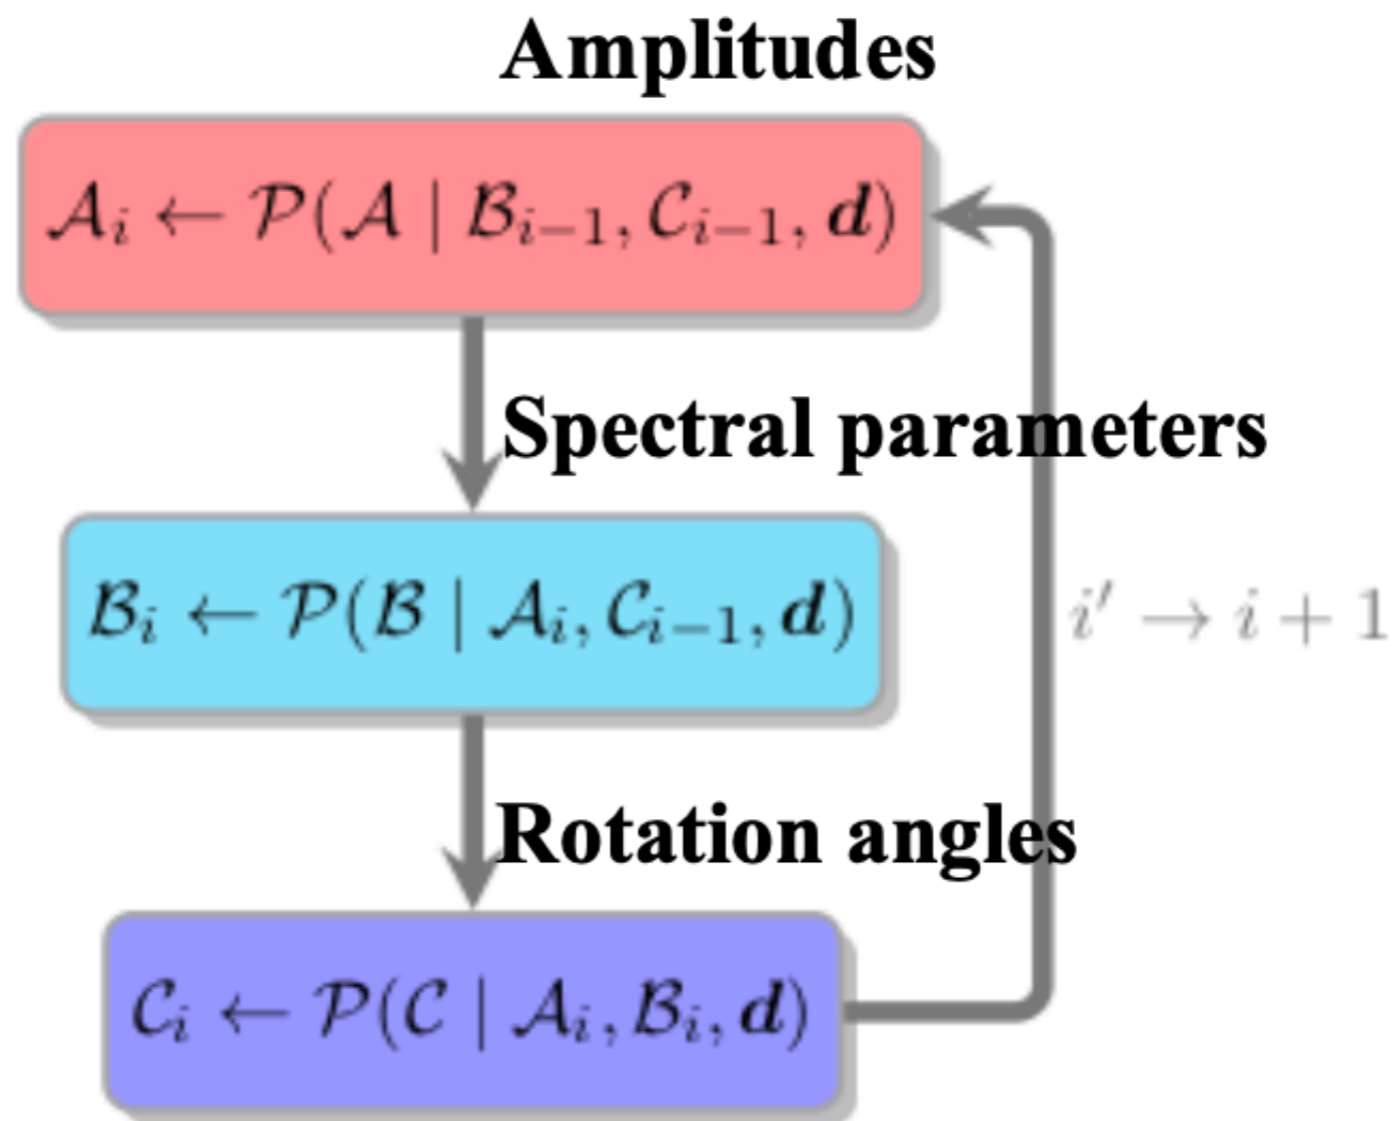 Amplitudes
𝒜ᵢ ← 𝒫(𝒜 | ℬᵢ₋₁, 𝒞ᵢ₋₁, 𝒅)
Spectral parameters
ℬᵢ ← 𝒫(ℬ | 𝒜ᵢ, 𝒞ᵢ₋₁, 𝒅)
i′ → i + 1
Rotation angles
𝒞ᵢ ← 𝒫(𝒞 | 𝒜ᵢ, ℬᵢ, 𝒅)